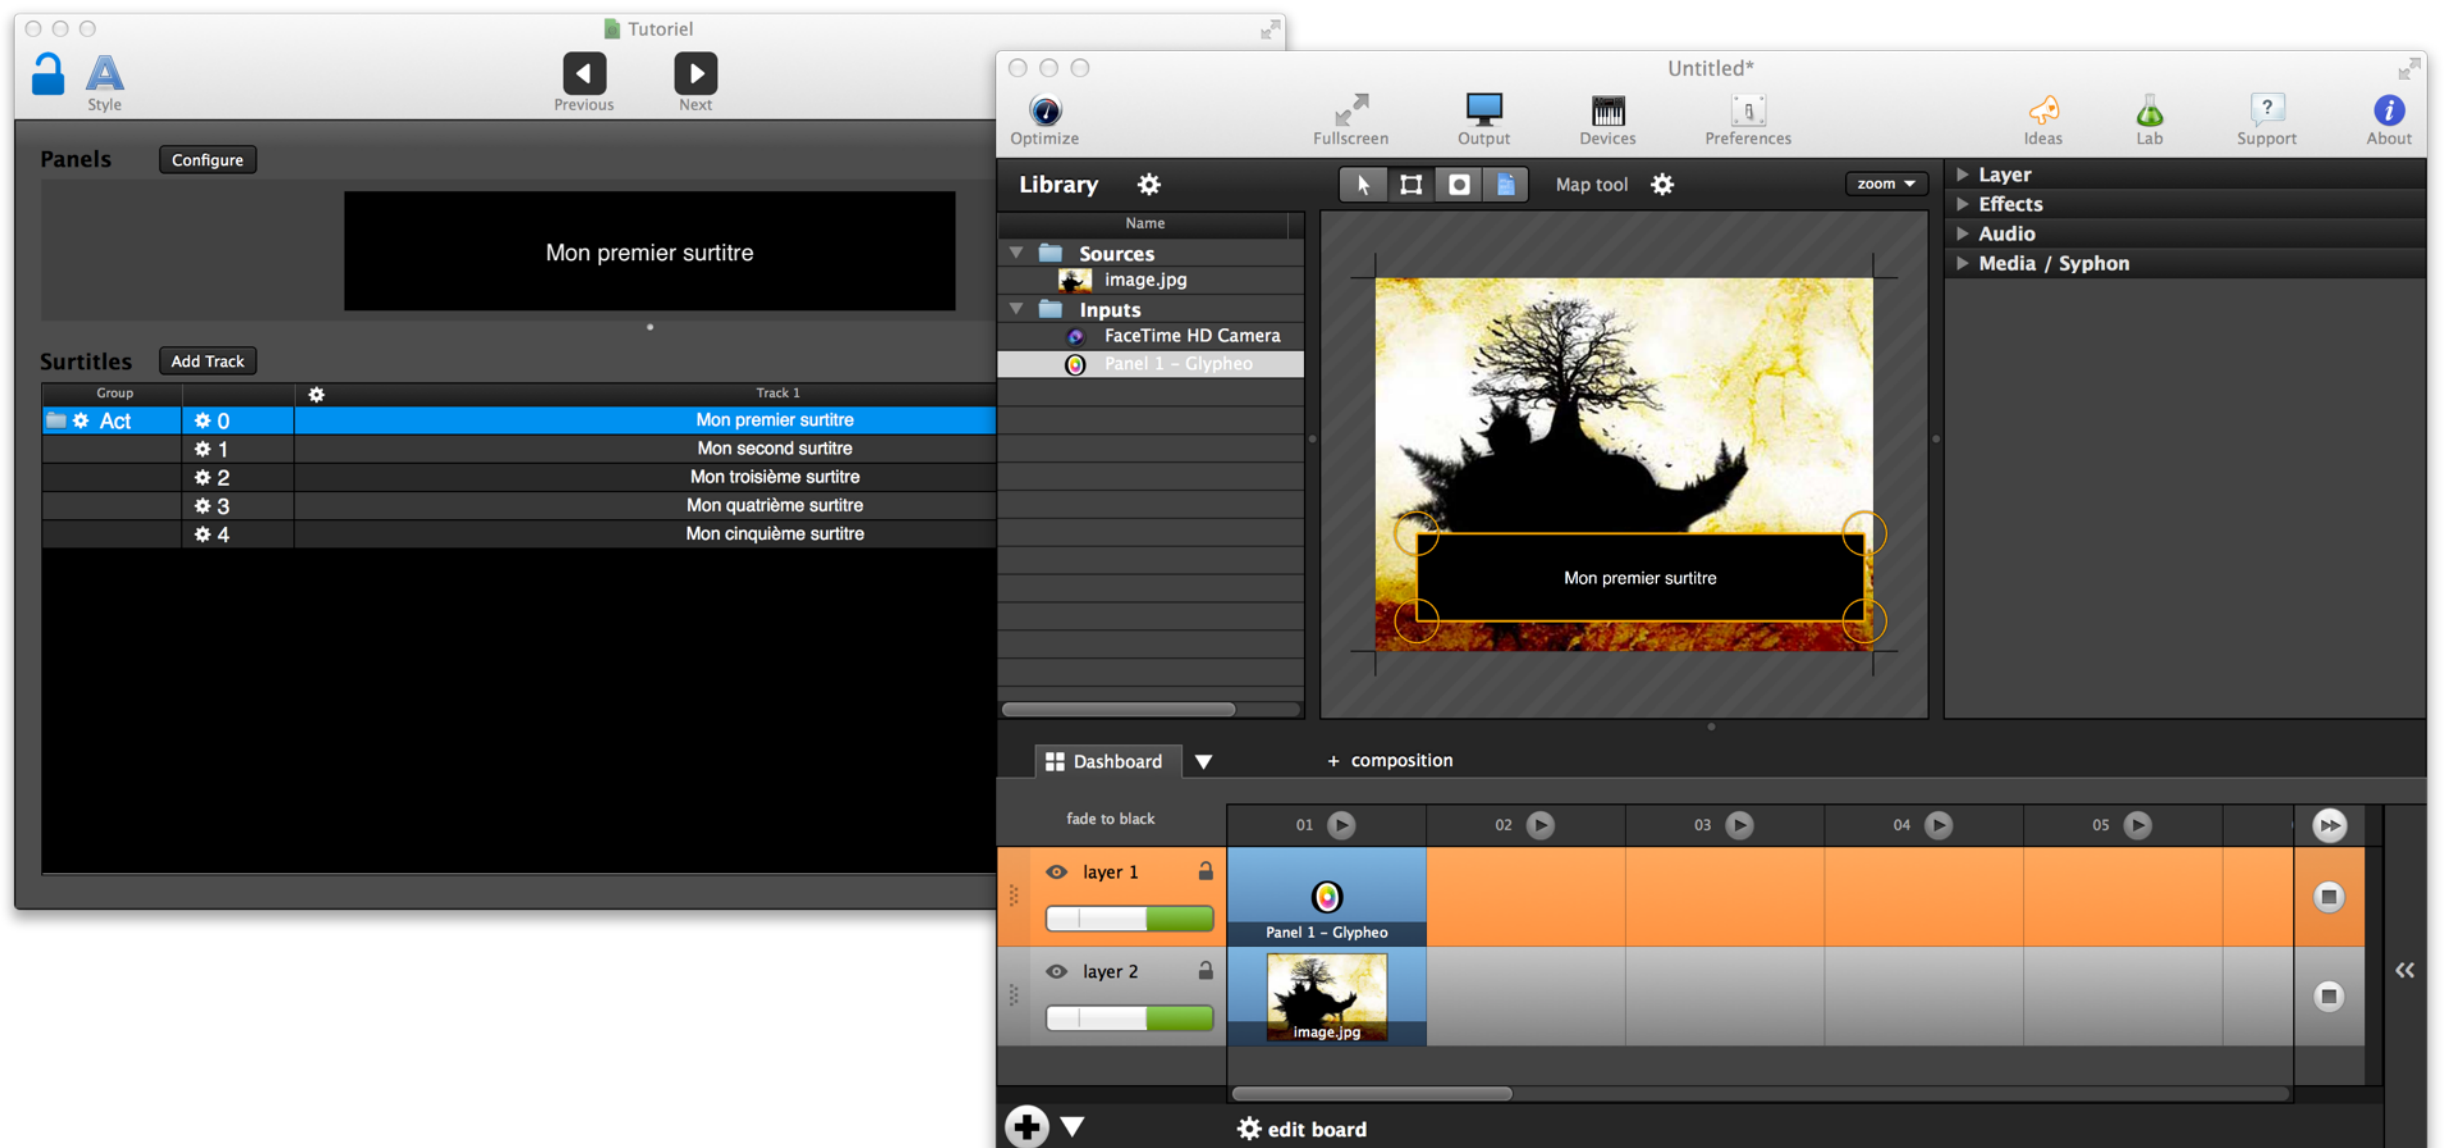 Tutoriel
Style
Previous
Next
Panels
Configure
Mon premier surtitre
Surtitles
Add Track
Group
Track 1
Act
0
Mon premier surtitre
1
Mon second surtitre
2
Mon troisième surtitre
3
Mon quatrième surtitre
4
Mon cinquième surtitre
Untitled*
Optimize
Fullscreen
Output
Devices
Preferences
Ideas
Lab
Support
About
Library
Map tool
zoom
Name
Sources
image.jpg
Inputs
FaceTime HD Camera
Panel 1 – Glypheo
Mon premier surtitre
Layer
Effects
Audio
Media / Syphon
Dashboard
+ composition
fade to black
01
02
03
04
05
layer 1
Panel 1 – Glypheo
layer 2
image.jpg
edit board